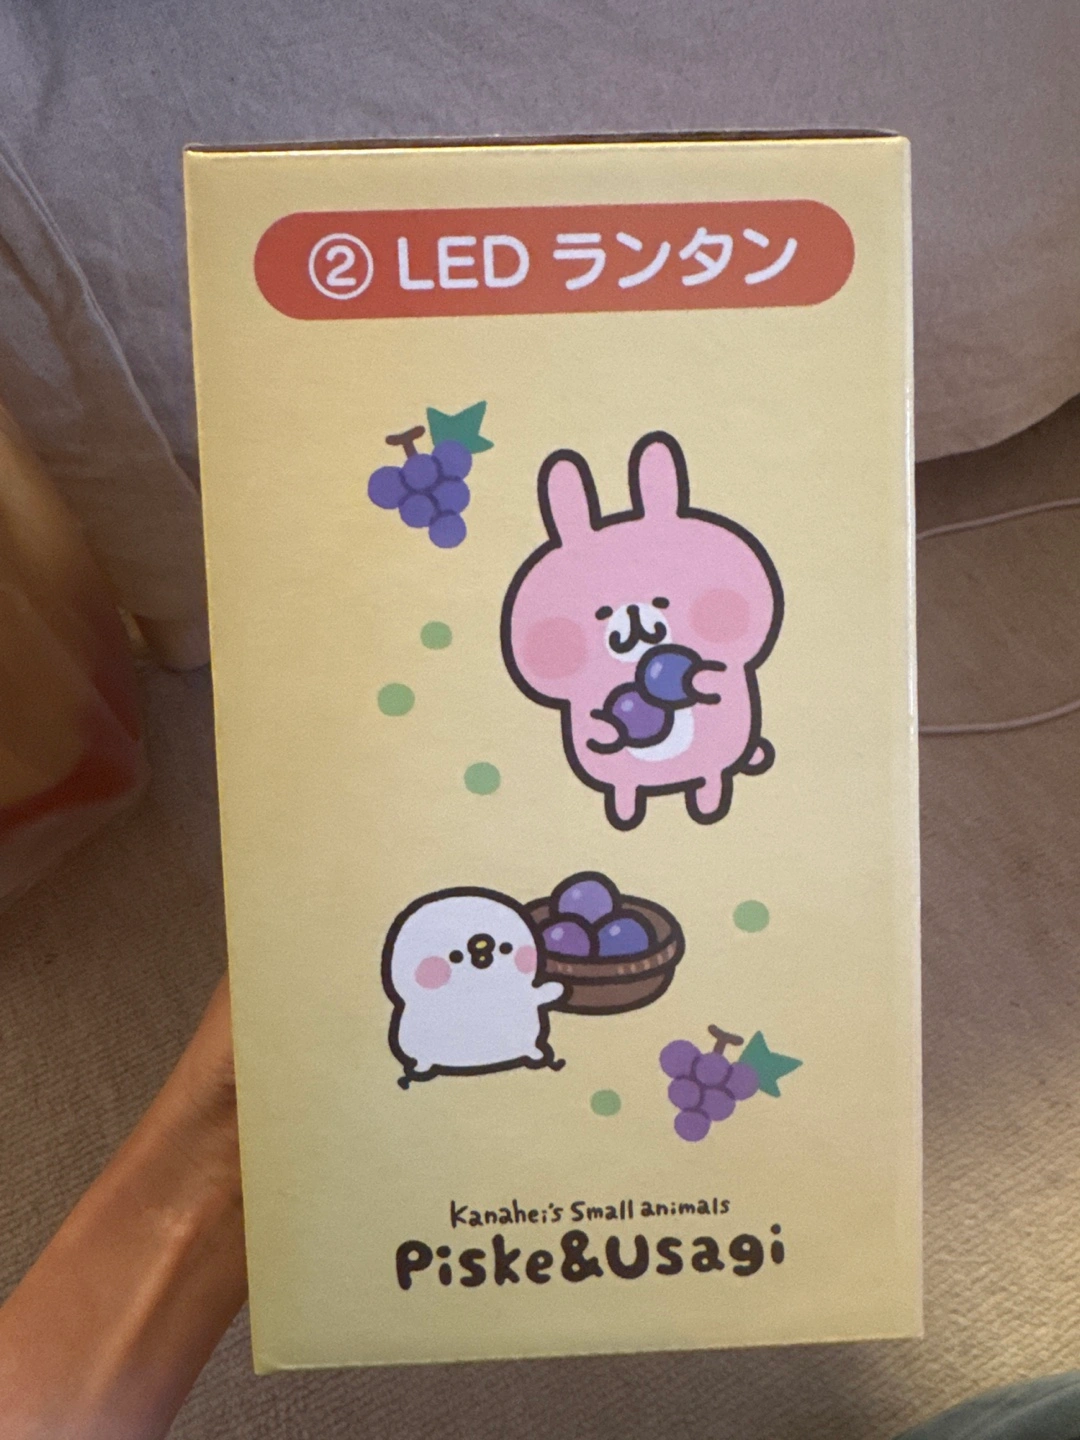 ② LED ランタン
Kanahei's Small animals
Piske&Usagi